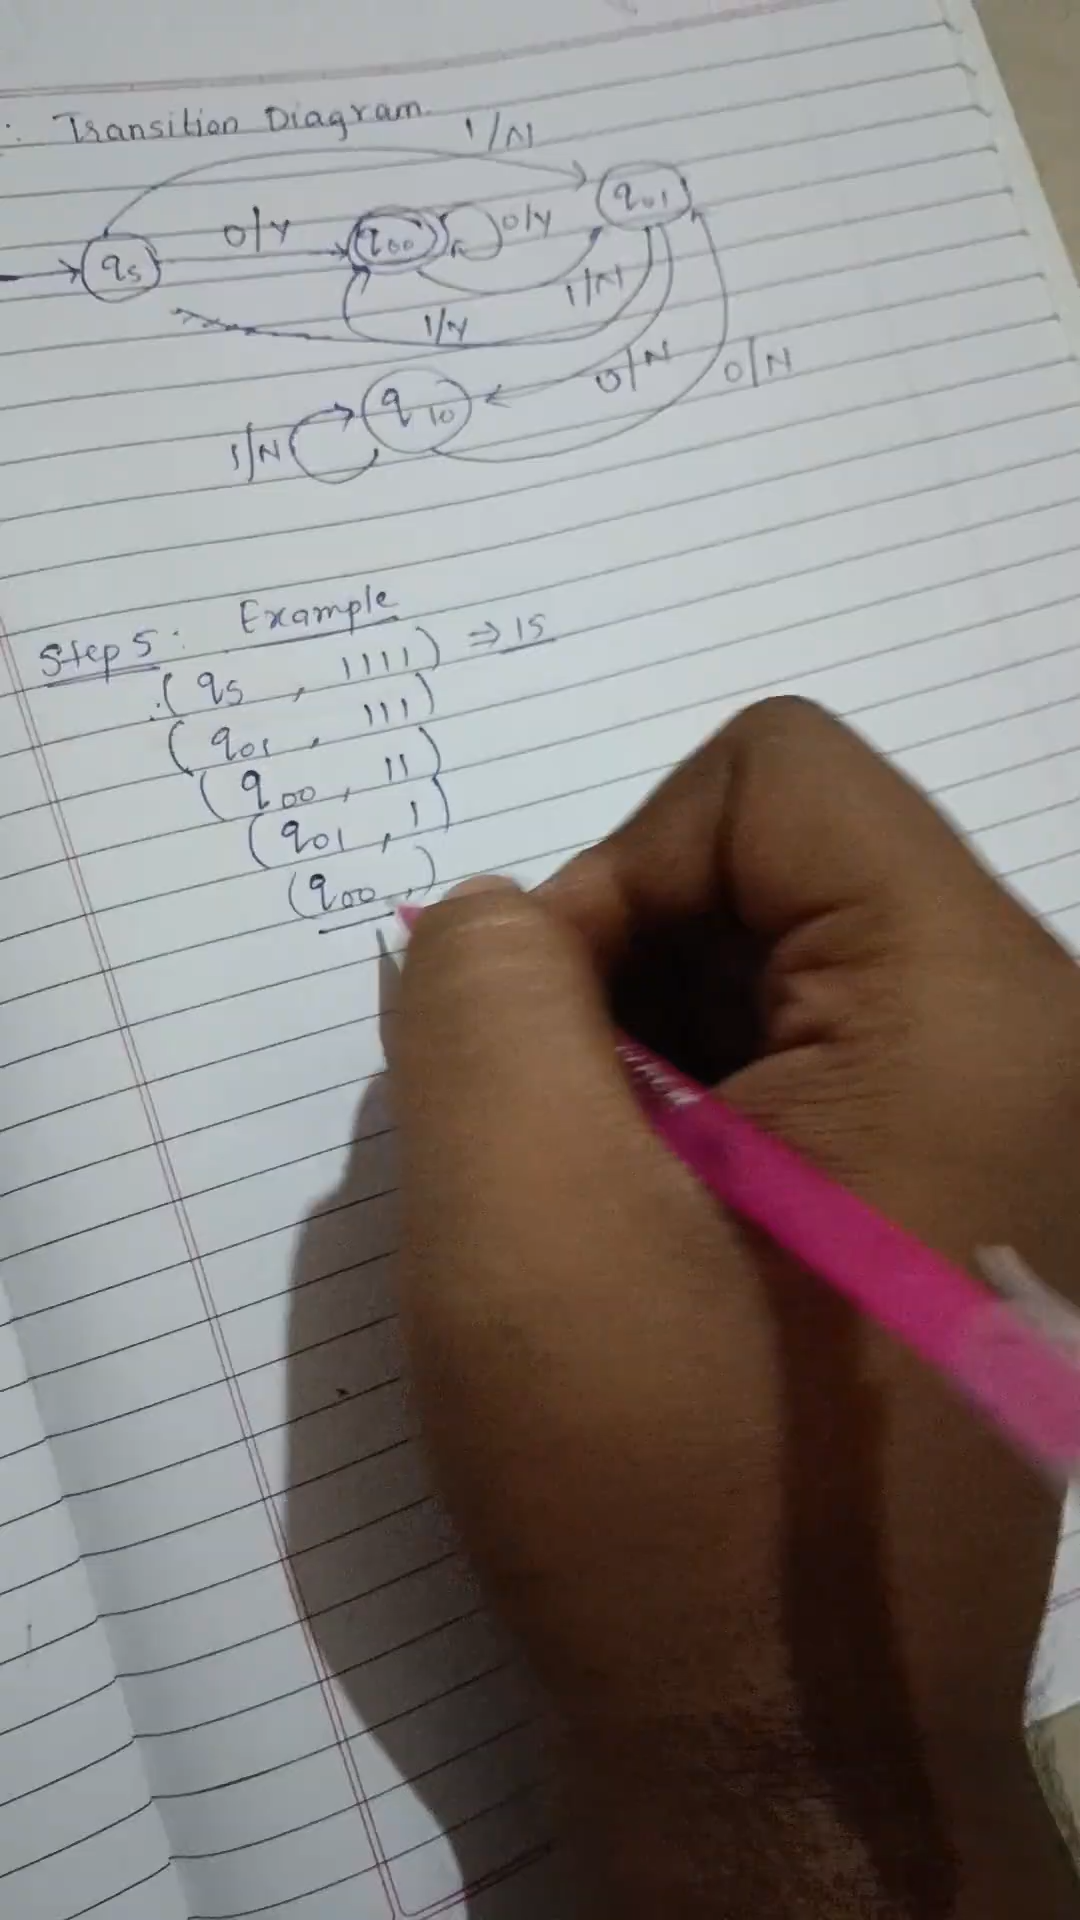 : Transition Diagram
1/N
q01
0/Y
q00
0/Y
qs
1/N
1/Y
0/N
0/N
q10
1/N
Step 5: Example
(qs, 1111) ⇒ 15
(q01, 111)
(q00, 11)
(q01, 1)
(q00, )